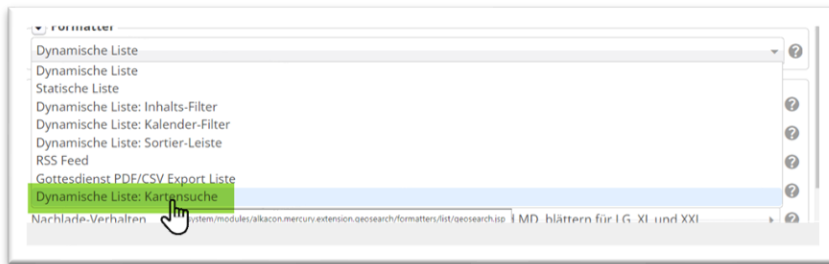 Formatter
Dynamische Liste
Dynamische Liste
Statische Liste
Dynamische Liste: Inhalts-Filter
Dynamische Liste: Kalender-Filter
Dynamische Liste: Sortier-Leiste
RSS Feed
Gottesdienst PDF/CSV Export Liste
Dynamische Liste: Kartensuche
Nachlade-Verhalten system/modules/alkacon.mercury.extension.geosearch/formatters/list/geosearch.jsp MD, blättern für LG, XL und XXL